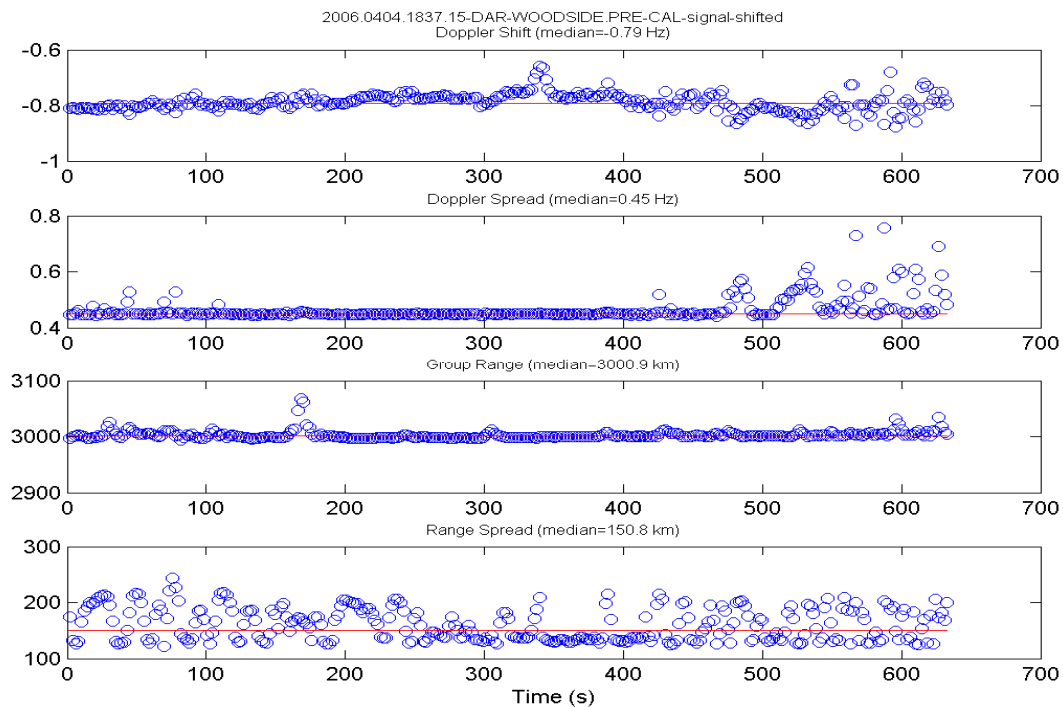 2006.0404.1837.15-DAR-WOODSIDE.PRE-CAL-signal-shifted
Doppler Shift (median=-0.79 Hz)
-0.6
-0.8
-1
0 100 200 300 400 500 600 700
Doppler Spread (median=0.45 Hz)
0.8
0.6
0.4
0 100 200 300 400 500 600 700
Group Range (median=3000.9 km)
3100
3000
2900
0 100 200 300 400 500 600 700
Range Spread (median=150.8 km)
300
200
100
0 100 200 300 400 500 600 700
Time (s)